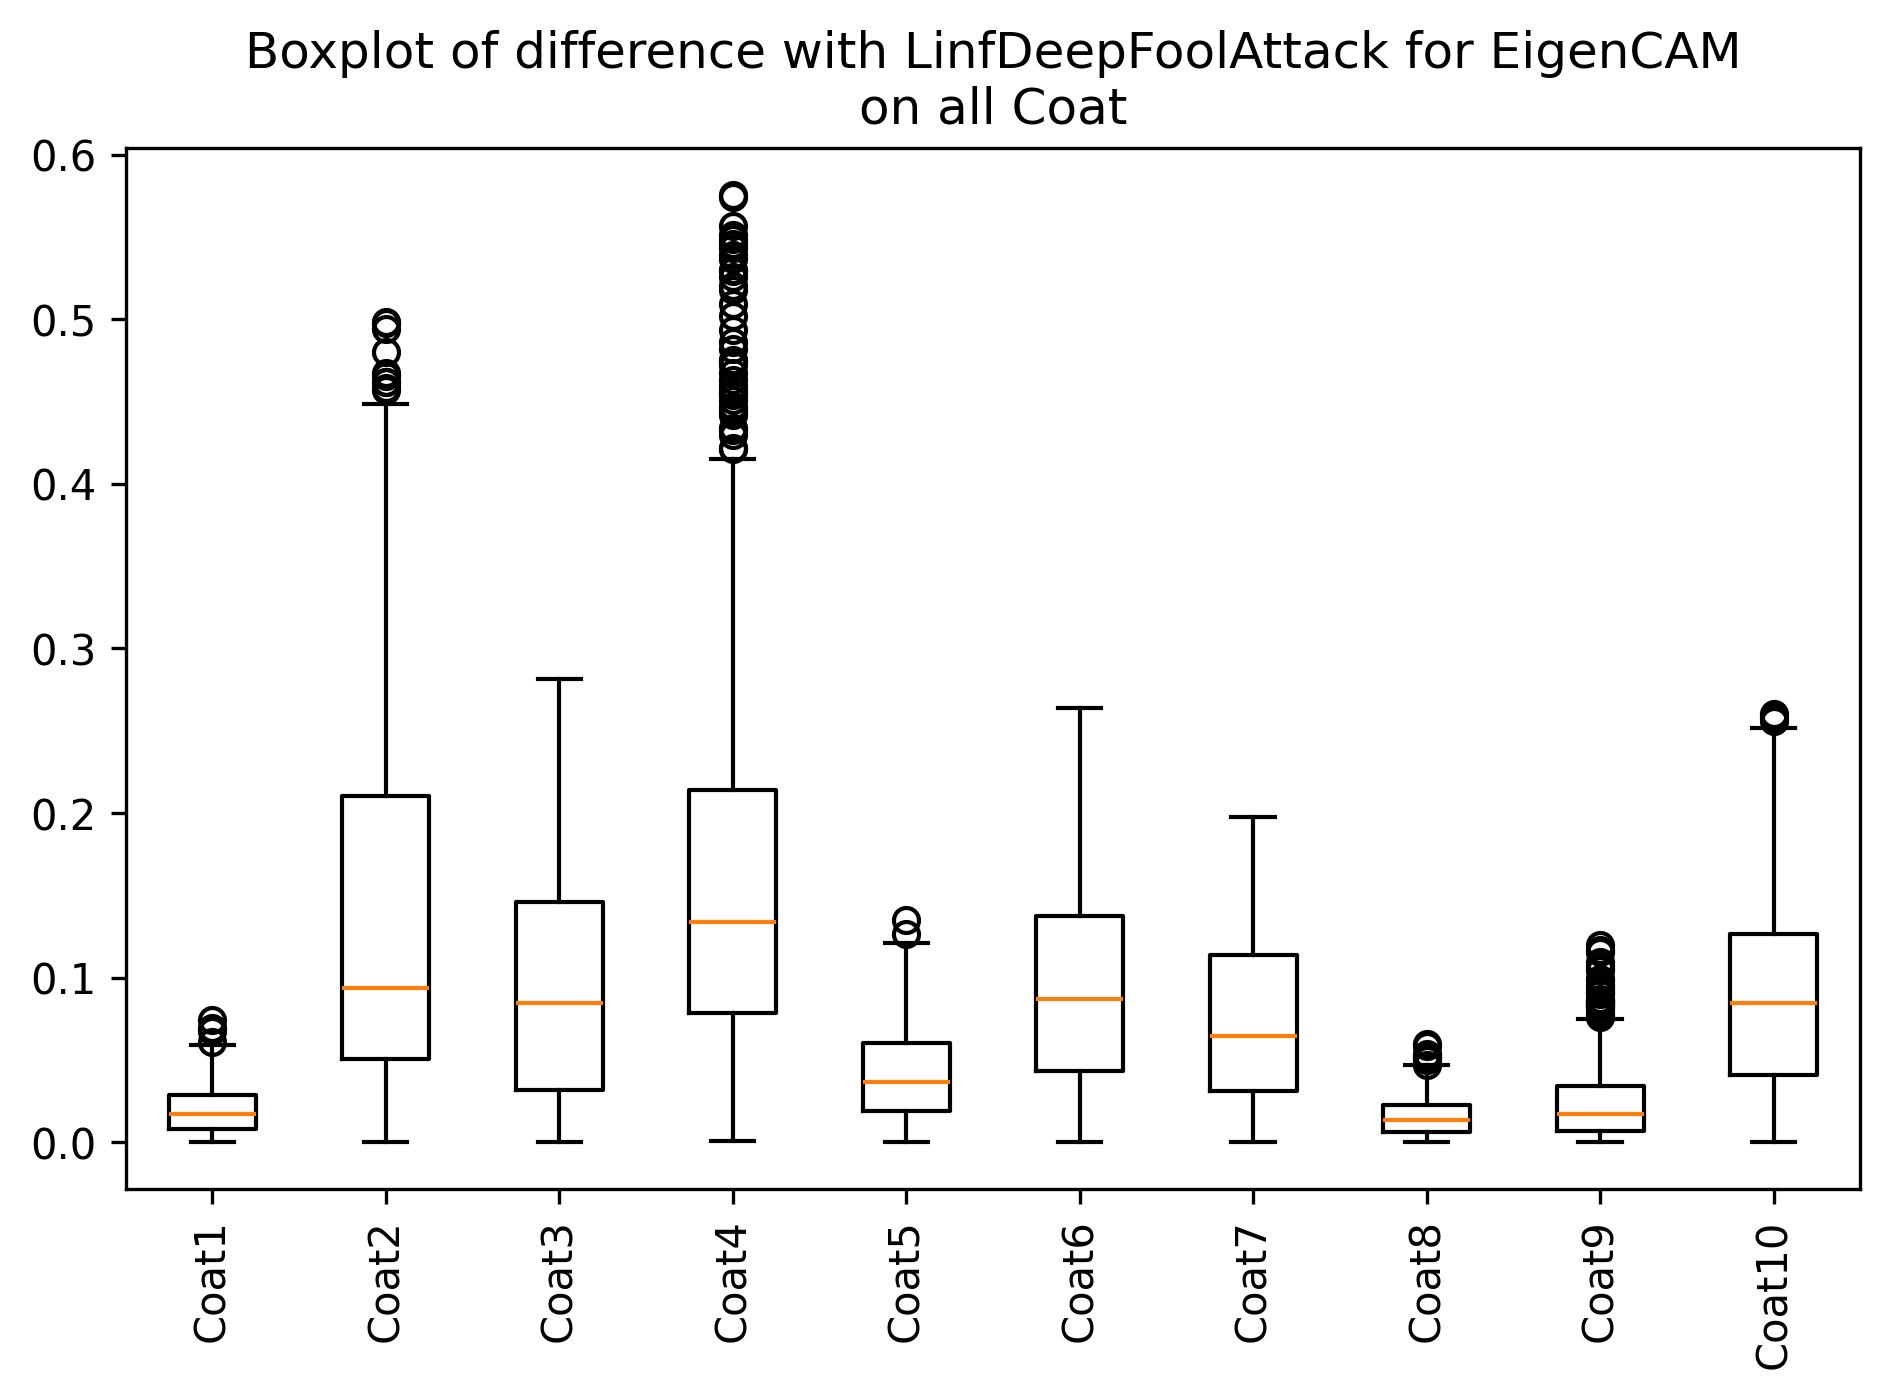 Boxplot of difference with LinfDeepFoolAttack for EigenCAM
on all Coat
0.6
0.5
0.4
0.3
0.2
0.1
0.0
Coat1
Coat2
Coat3
Coat4
Coat5
Coat6
Coat7
Coat8
Coat9
Coat10